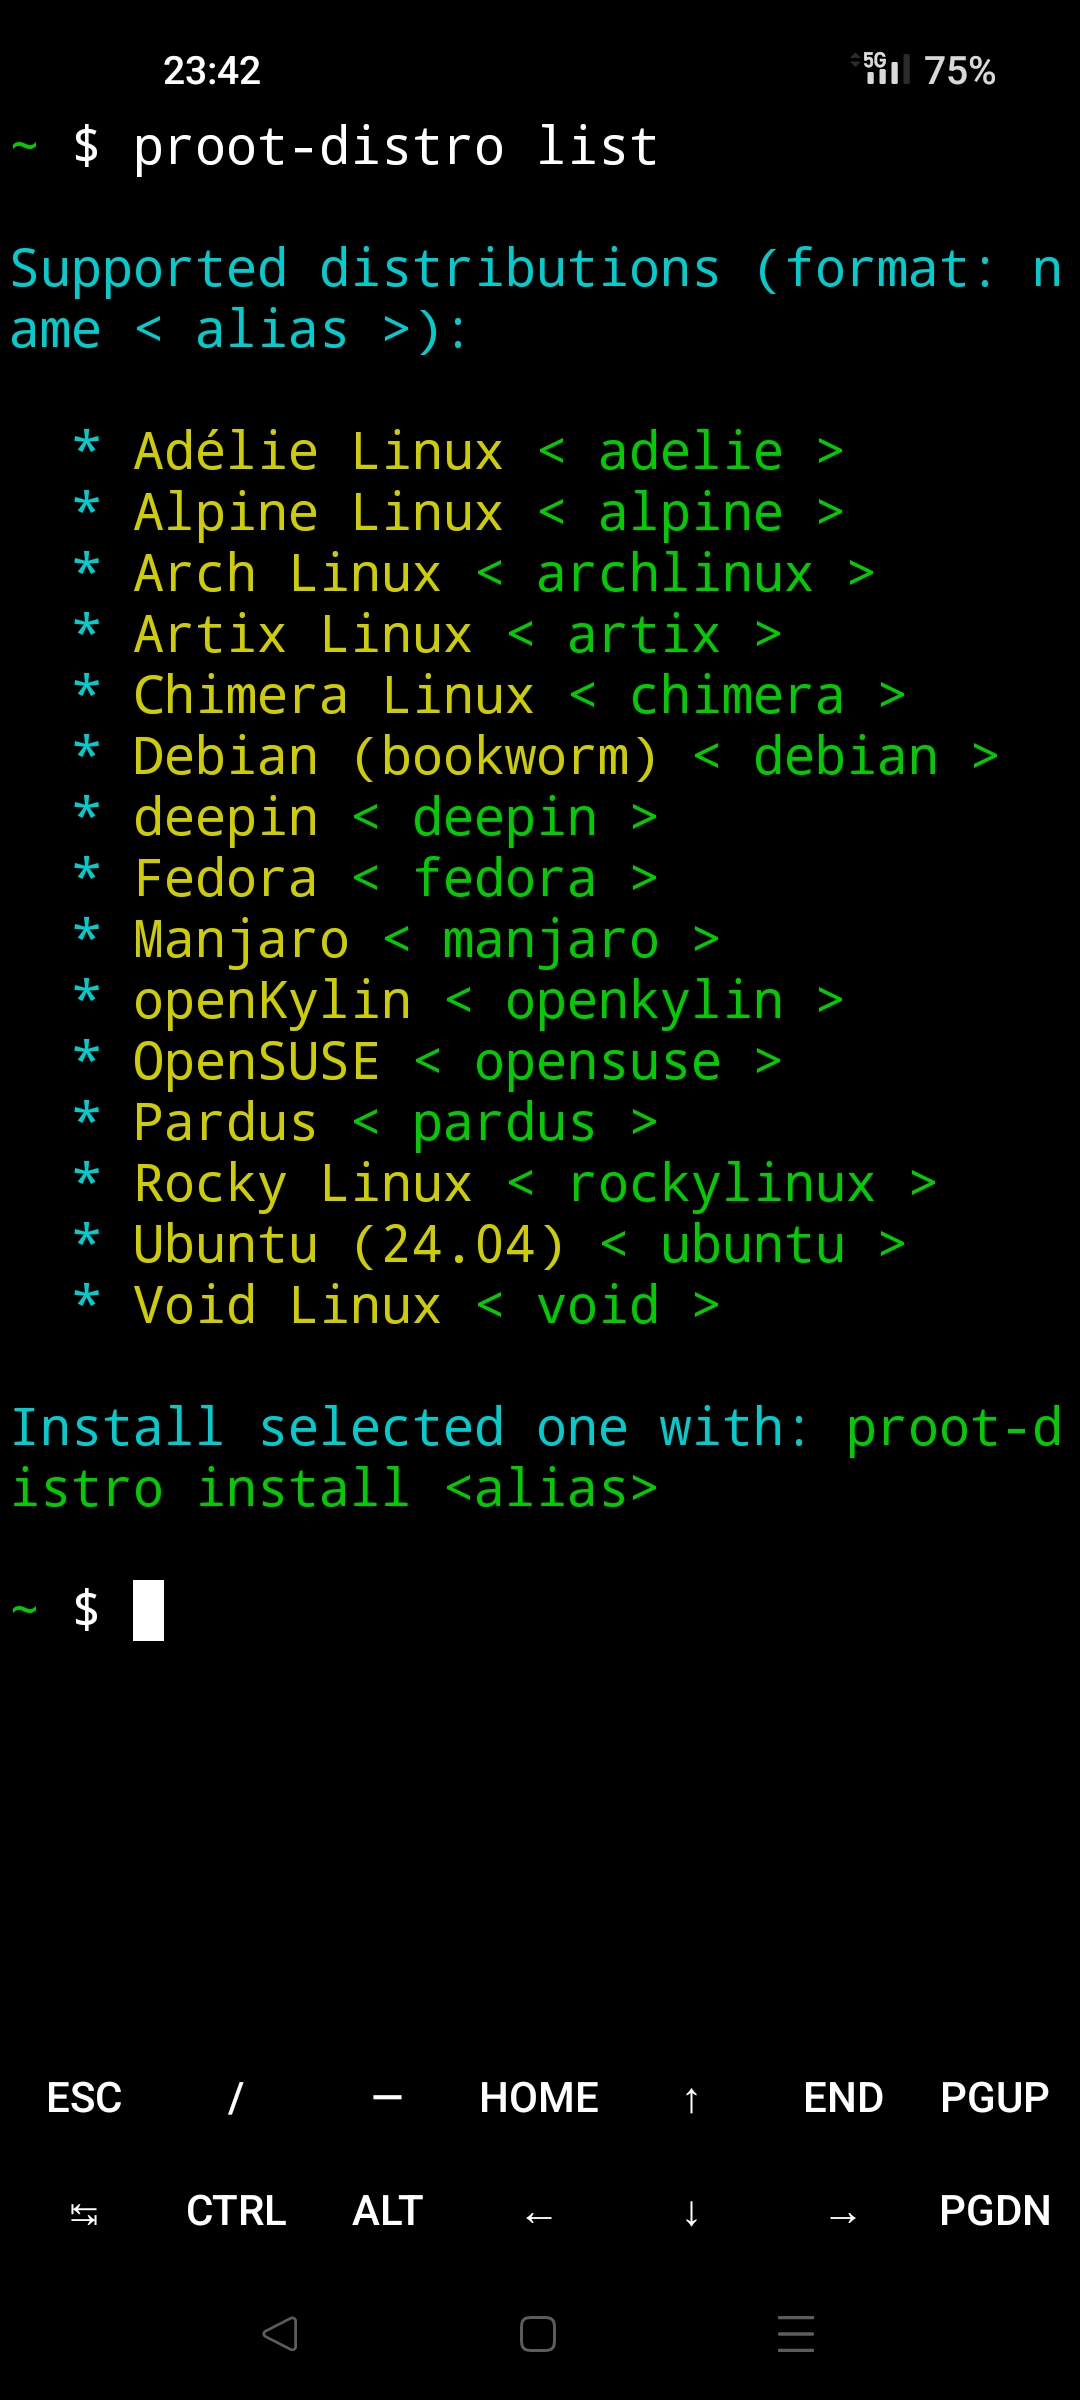 23:42 5G 75%
~ $ proot-distro list
Supported distributions (format: n
ame < alias >):
* Adélie Linux < adelie >
* Alpine Linux < alpine >
* Arch Linux < archlinux >
* Artix Linux < artix >
* Chimera Linux < chimera >
* Debian (bookworm) < debian >
* deepin < deepin >
* Fedora < fedora >
* Manjaro < manjaro >
* openKylin < openkylin >
* OpenSUSE < opensuse >
* Pardus < pardus >
* Rocky Linux < rockylinux >
* Ubuntu (24.04) < ubuntu >
* Void Linux < void >
Install selected one with: proot-d
istro install <alias>
~ $
ESC / — HOME ↑ END PGUP
↹ CTRL ALT ← ↓ → PGDN